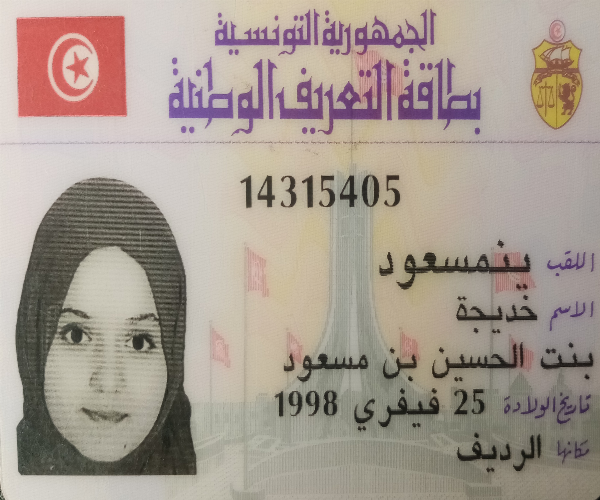 الجمهورية التونسية
بطاقة التعريف الوطنية
14315405
اللقب ينمسعود
الاسم خديجة
بنت الحسين بن مسعود
تاريخ الولادة 25 فيفري 1998
مكانها الرديف